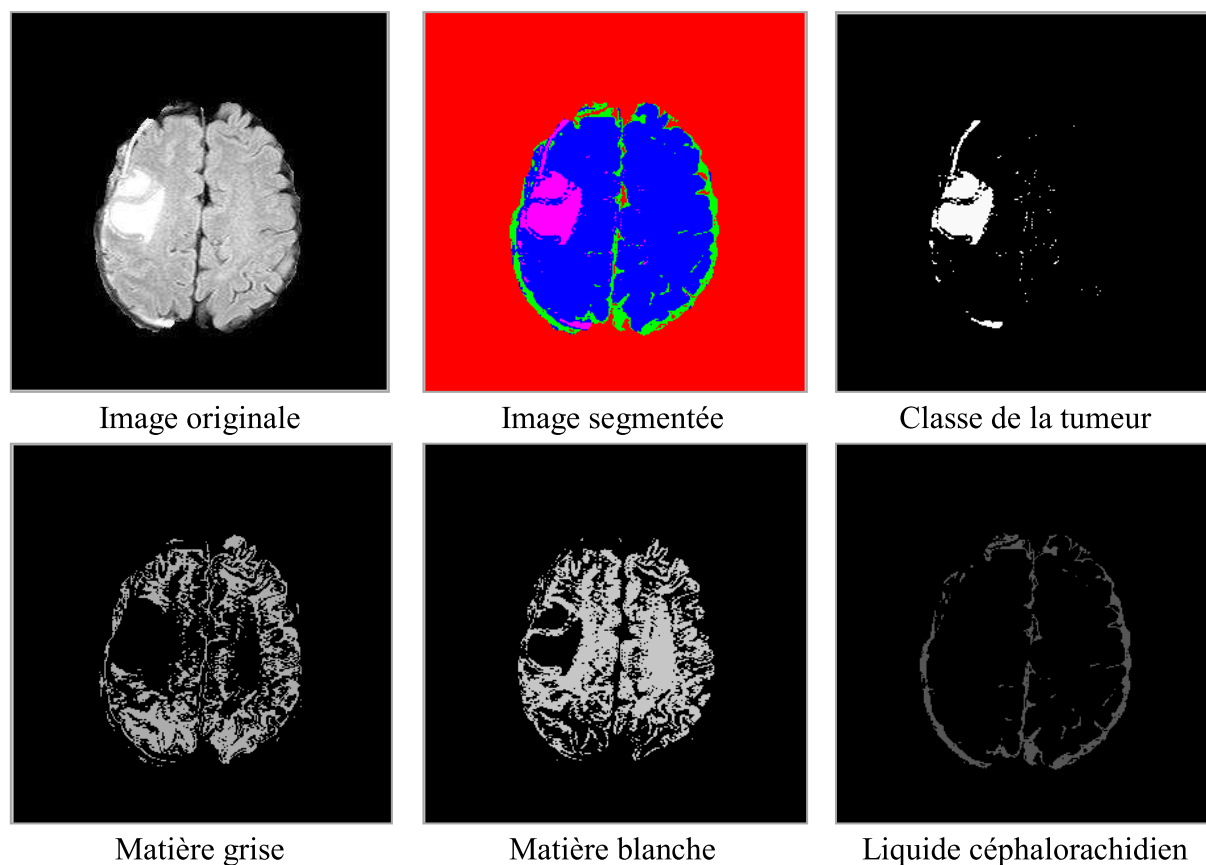 Image originale
Image segmentée
Classe de la tumeur
Matière grise
Matière blanche
Liquide céphalorachidien